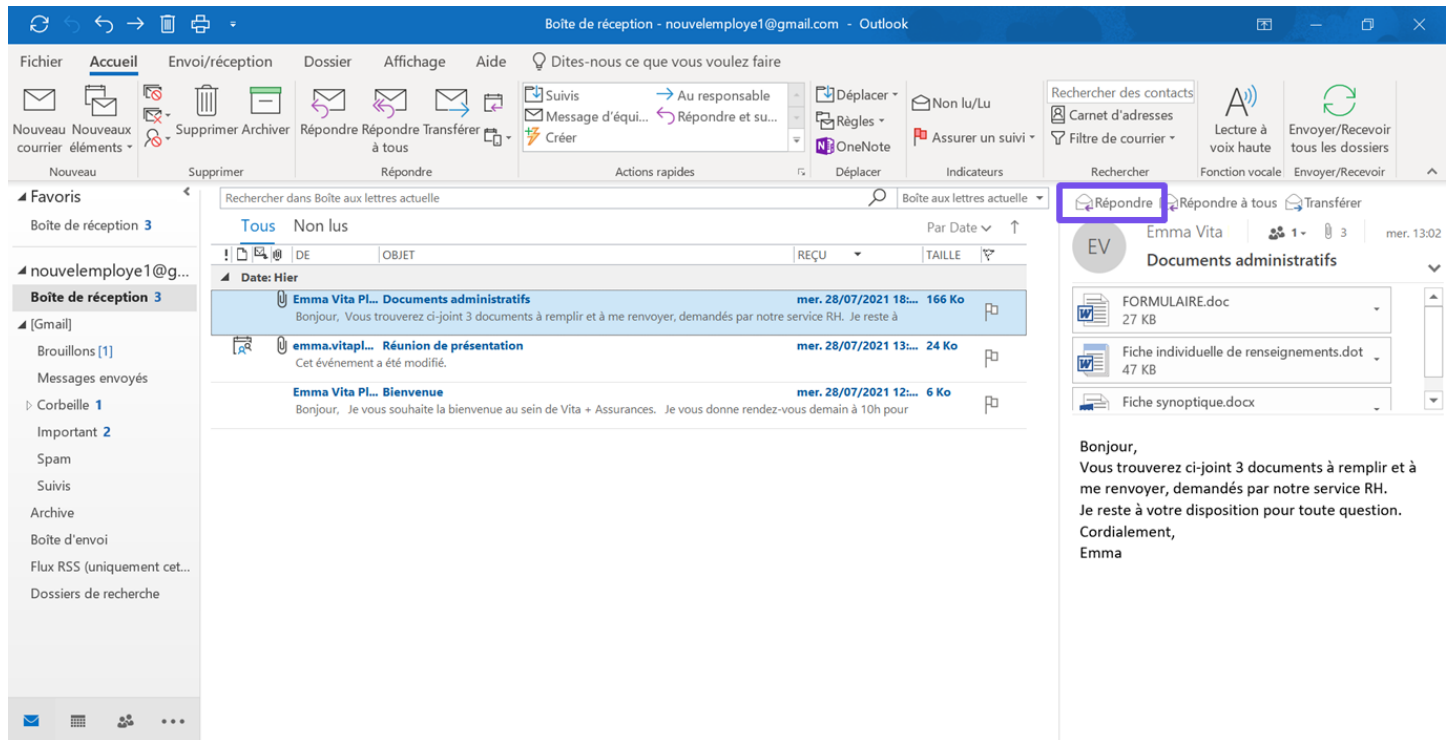 Boîte de réception - nouvelemploye1@gmail.com - Outlook
Fichier Accueil Envoi/réception Dossier Affichage Aide Dites-nous ce que vous voulez faire
Nouveau courrier
Nouveaux éléments
Supprimer Archiver
Répondre Répondre à tous Transférer
Suivis
Message d'équi...
Créer
Au responsable
Répondre et su...
Déplacer
Règles
OneNote
Non lu/Lu
Assurer un suivi
Rechercher des contacts
Carnet d'adresses
Filtre de courrier
Lecture à voix haute
Envoyer/Recevoir tous les dossiers
Nouveau Supprimer Répondre Actions rapides Déplacer Indicateurs Rechercher Fonction vocale Envoyer/Recevoir
Favoris
Boîte de réception 3
nouvelemploye1@g...
Boîte de réception 3
[Gmail]
Brouillons [1]
Messages envoyés
Corbeille 1
Important 2
Spam
Suivis
Archive
Boîte d'envoi
Flux RSS (uniquement cet...
Dossiers de recherche
Rechercher dans Boîte aux lettres actuelle Boîte aux lettres actuelle
Tous Non lus Par Date
! DE OBJET REÇU TAILLE
Date: Hier
Emma Vita Pl... Documents administratifs mer. 28/07/2021 18:... 166 Ko
Bonjour, Vous trouverez ci-joint 3 documents à remplir et à me renvoyer, demandés par notre service RH. Je reste à
emma.vitapl... Réunion de présentation mer. 28/07/2021 13:... 24 Ko
Cet événement a été modifié.
Emma Vita Pl... Bienvenue mer. 28/07/2021 12:... 6 Ko
Bonjour, Je vous souhaite la bienvenue au sein de Vita + Assurances. Je vous donne rendez-vous demain à 10h pour
Répondre Répondre à tous Transférer
EV
Emma Vita 1 3 mer. 13:02
Documents administratifs
FORMULAIRE.doc
27 KB
Fiche individuelle de renseignements.dot
47 KB
Fiche synoptique.docx
Bonjour,
Vous trouverez ci-joint 3 documents à remplir et à
me renvoyer, demandés par notre service RH.
Je reste à votre disposition pour toute question.
Cordialement,
Emma